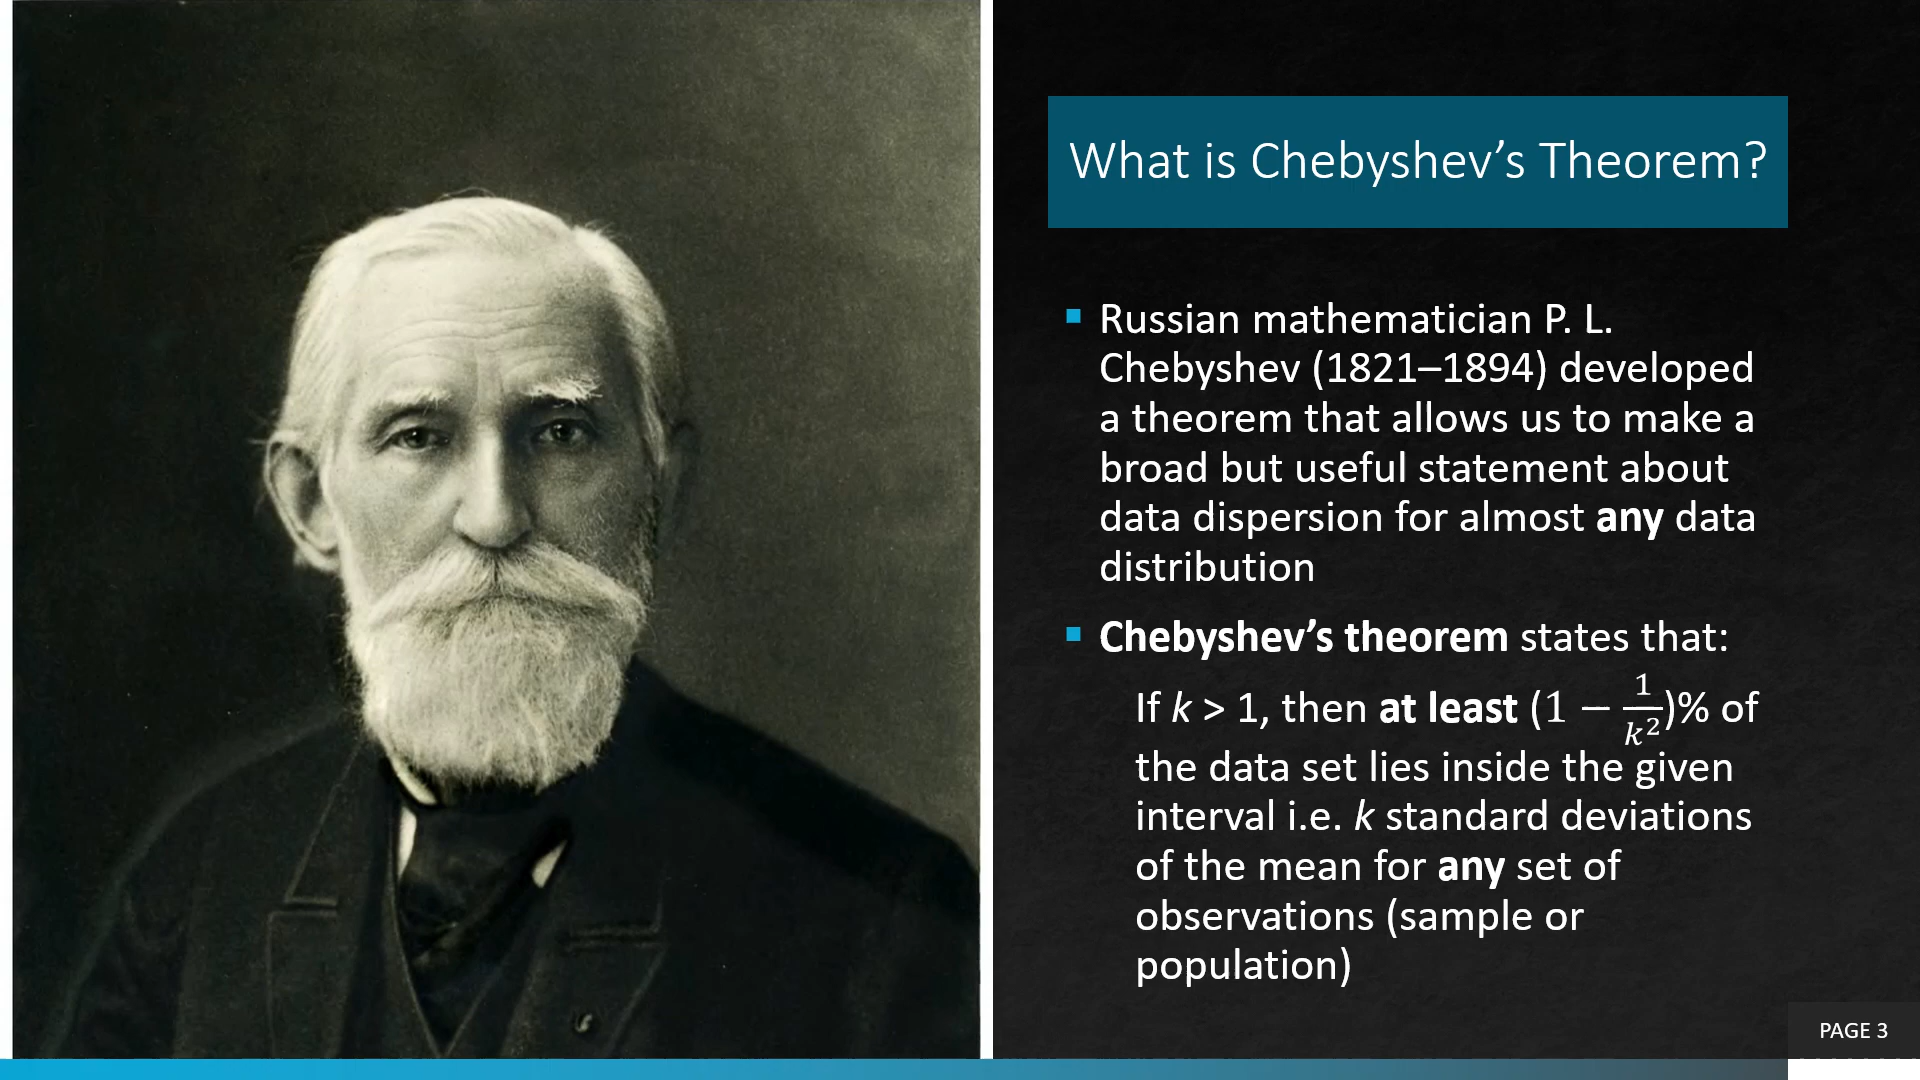 What is Chebyshev’s Theorem?
▪ Russian mathematician P. L.
Chebyshev (1821–1894) developed
a theorem that allows us to make a
broad but useful statement about
data dispersion for almost any data
distribution
▪ Chebyshev’s theorem states that:
If k > 1, then at least (1 − 1/k²)% of
the data set lies inside the given
interval i.e. k standard deviations
of the mean for any set of
observations (sample or
population)
PAGE 3